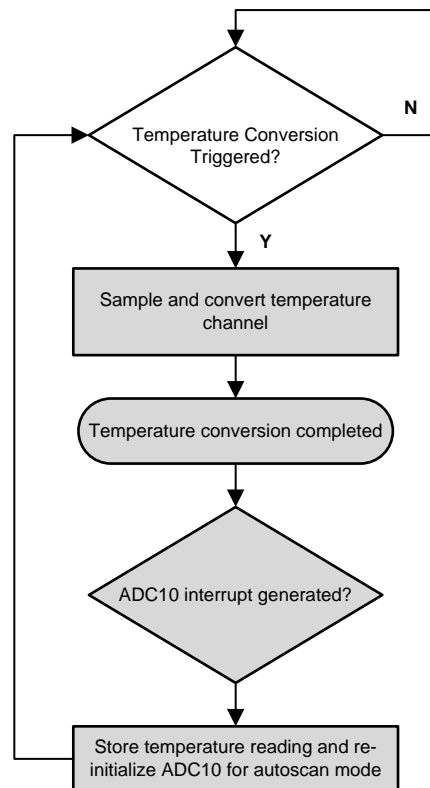 Temperature Conversion
Triggered?
N
Y
Sample and convert temperature
channel
Temperature conversion completed
ADC10 interrupt generated?
Store temperature reading and re-
initialize ADC10 for autoscan mode